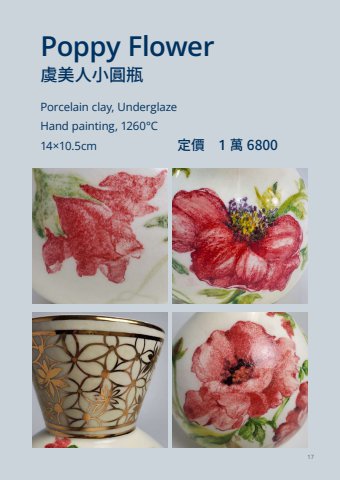 Poppy Flower
虞美人小圓瓶
Porcelain clay, Underglaze
Hand painting, 1260°C
14×10.5cm
定價 1 萬 6800
17